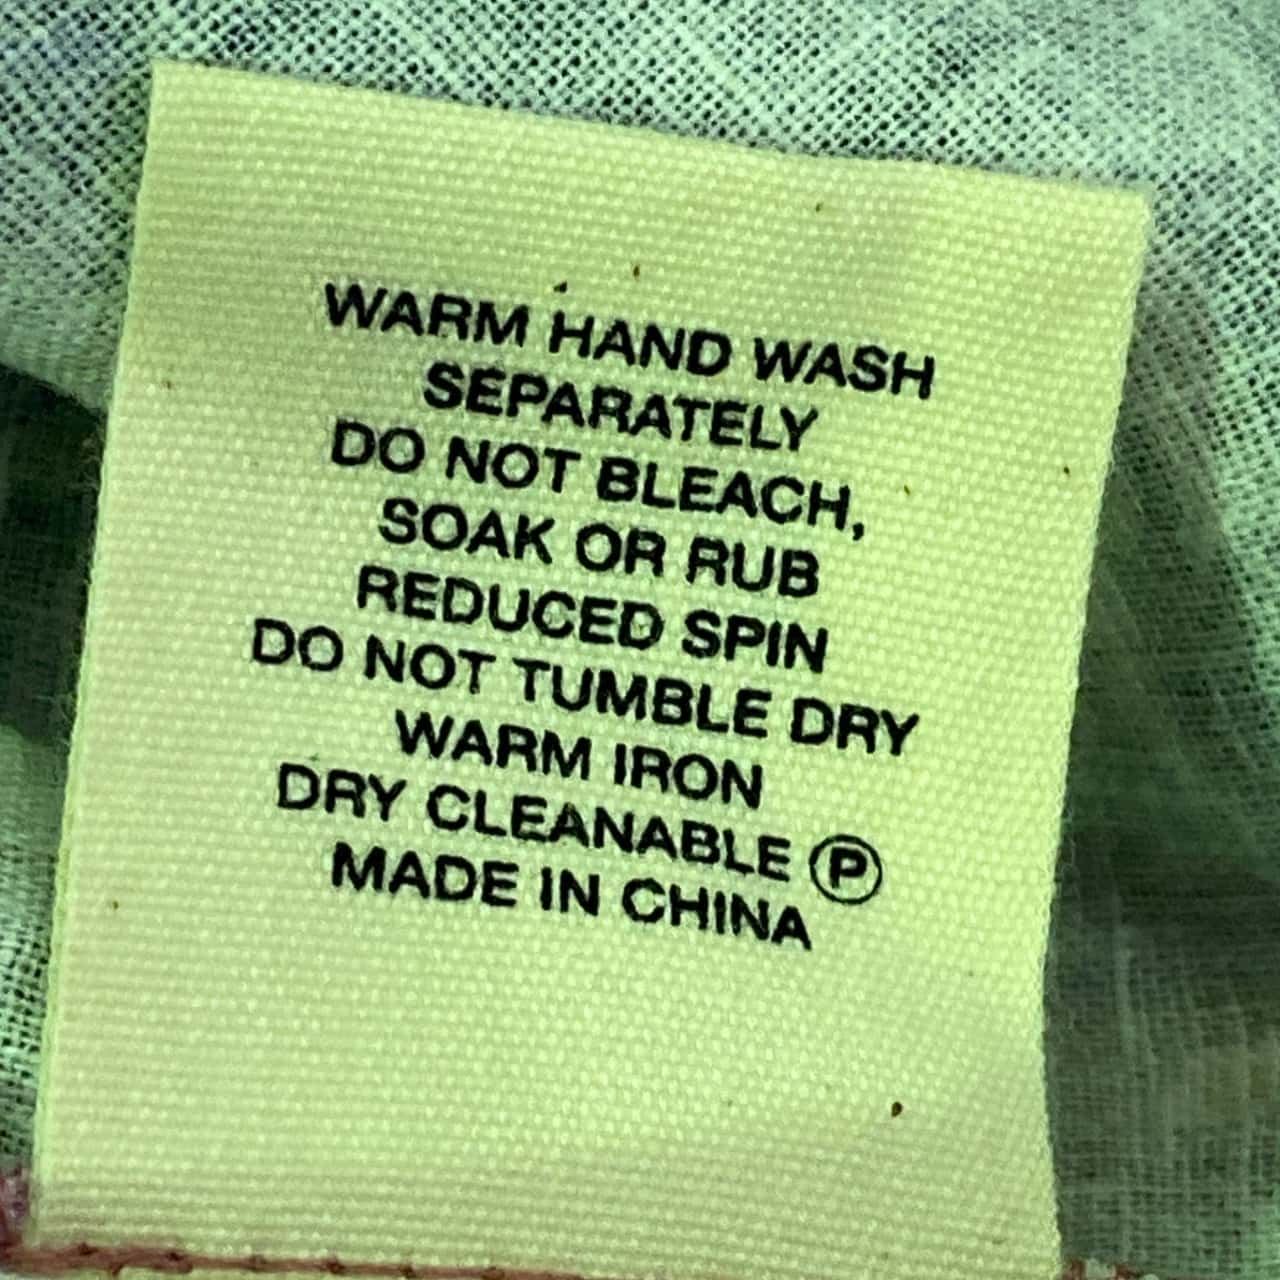 WARM HAND WASH
SEPARATELY
DO NOT BLEACH,
SOAK OR RUB
REDUCED SPIN
DO NOT TUMBLE DRY
WARM IRON
DRY CLEANABLE Ⓟ
MADE IN CHINA